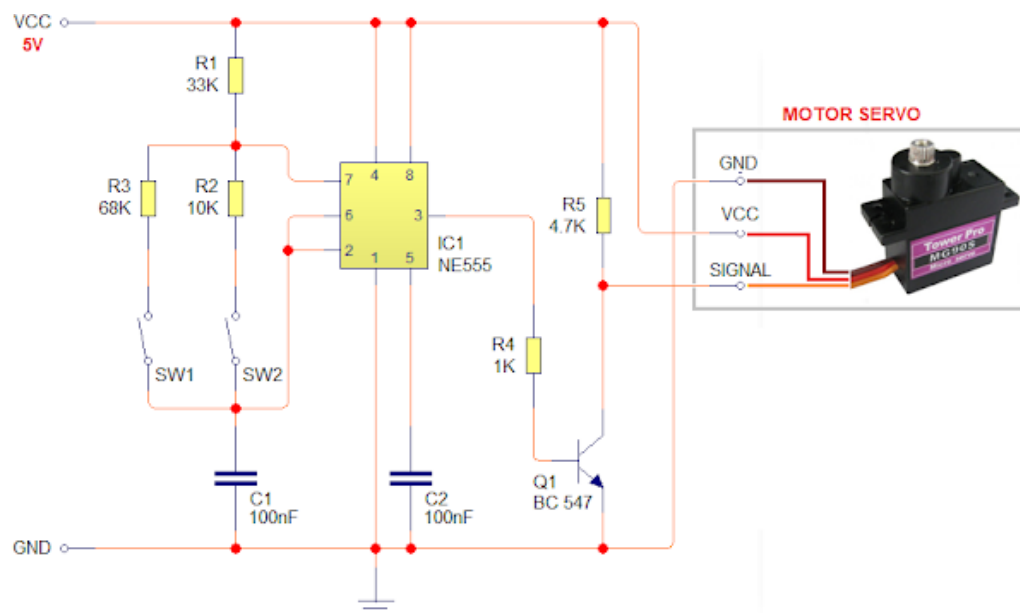 VCC
5V
R1
33K
MOTOR SERVO
R3
68K
R2
10K
4 8
7
6
2
3
1 5
IC1
NE555
R5
4.7K
GND
VCC
SIGNAL
Tower Pro
MG90S
Micro servo
R4
1K
SW1
SW2
Q1
BC 547
C1
100nF
C2
100nF
GND